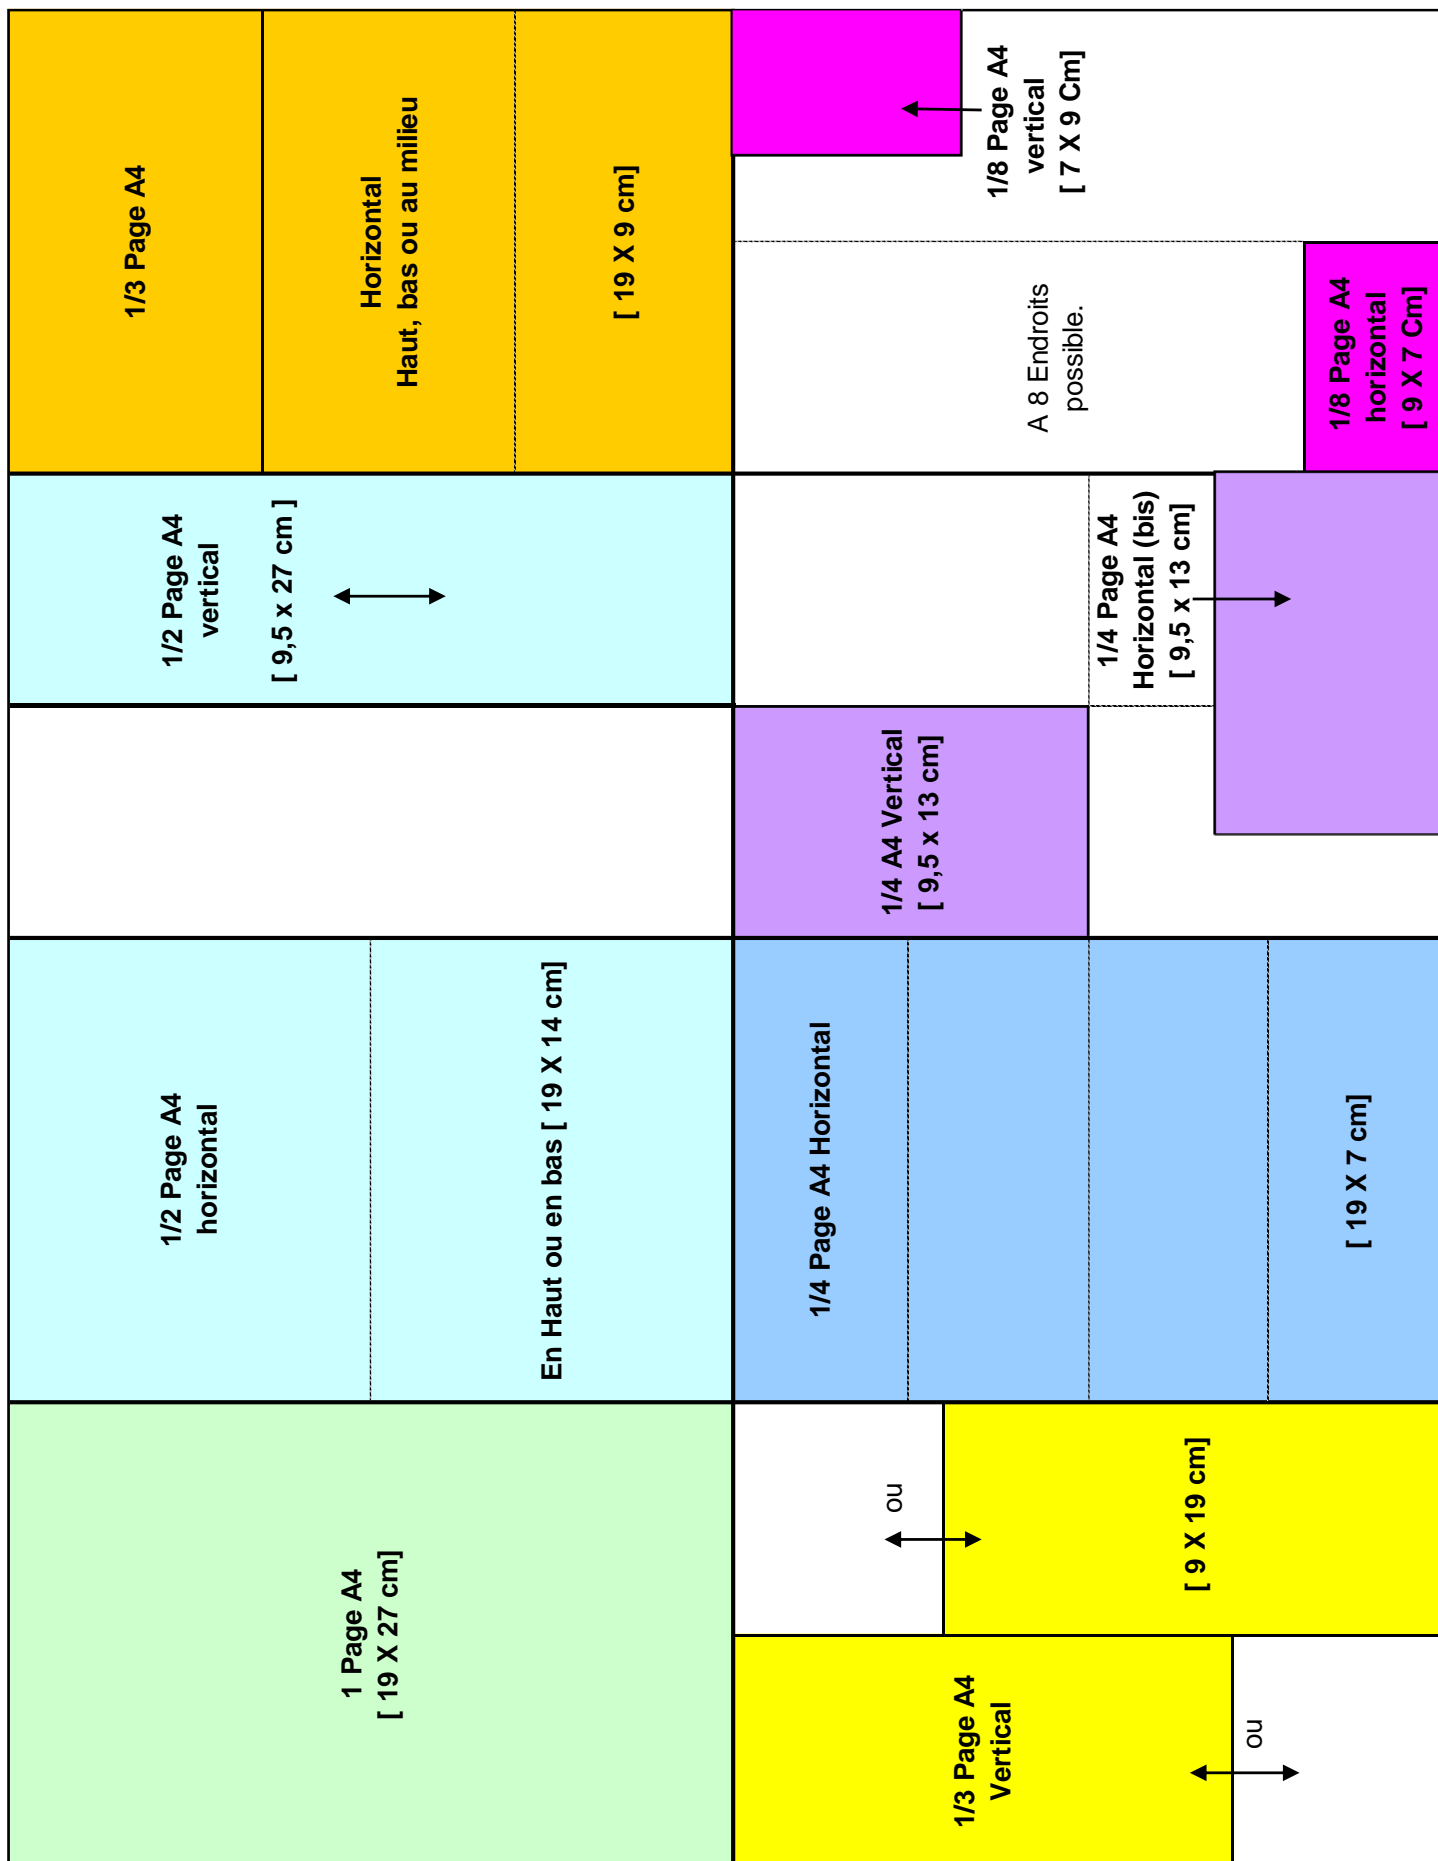 1 Page A4
[ 19 X 27 cm]
1/2 Page A4
horizontal
En Haut ou en bas [ 19 X 14 cm]
1/2 Page A4
vertical
[ 9,5 x 27 cm ]
1/3 Page A4
Horizontal
Haut, bas ou au milieu
[ 19 X 9 cm]
1/3 Page A4
Vertical
ou
ou
[ 9 X 19 cm]
1/4 Page A4 Horizontal
[ 19 X 7 cm]
1/4 A4 Vertical
[ 9,5 x 13 cm]
1/4 Page A4
Horizontal (bis)
[ 9,5 x 13 cm]
A 8 Endroits
possible.
1/8 Page A4
vertical
[ 7 X 9 Cm]
1/8 Page A4
horizontal
[ 9 X 7 Cm]